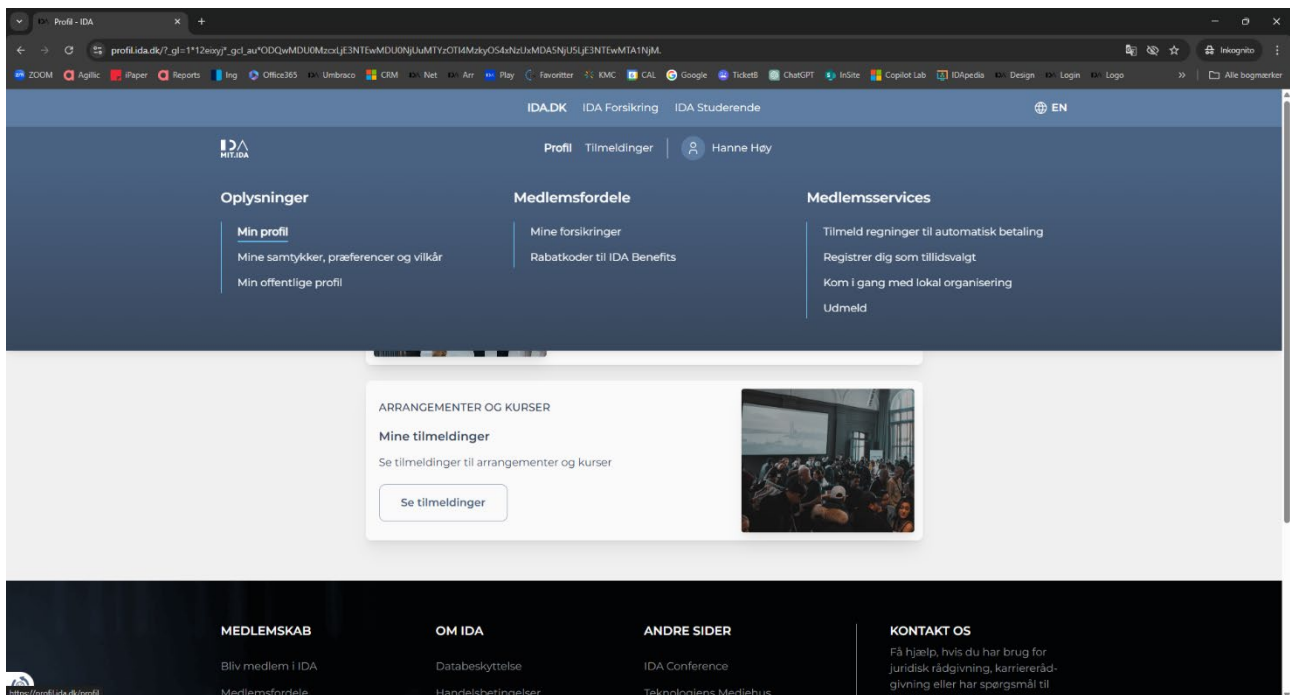 Profil - IDA
profil.ida.dk/?_gl=1*12eixyj*_gcl_au*ODQwMDU0MzcxLjE3NTEwMDU0NjUuMTYzOTI4MzkyOS4xNzUxMDA5NjU5LjE3NTEwMTA1NjM.
Inkognito
ZOOM Agillic iPaper Reports Ing Office365 Umbraco CRM Net Arr Play Favoritter KMC CAL Google TicketB ChatGPT InSite Copilot Lab IDApedia Design Login Logo » Alle bogmærker
IDA.DK IDA Forsikring IDA Studerende EN
IDA
MIT.IDA
Profil Tilmeldinger Hanne Høy
Oplysninger
Min profil
Mine samtykker, præferencer og vilkår
Min offentlige profil
Medlemsfordele
Mine forsikringer
Rabatkoder til IDA Benefits
Medlemsservices
Tilmeld regninger til automatisk betaling
Registrer dig som tillidsvalgt
Kom i gang med lokal organisering
Udmeld
ARRANGEMENTER OG KURSER
Mine tilmeldinger
Se tilmeldinger til arrangementer og kurser
Se tilmeldinger
MEDLEMSKAB
Bliv medlem i IDA
Medlemsfordele
OM IDA
Databeskyttelse
Handelsbetingelser
ANDRE SIDER
IDA Conference
Teknologiens Mediehus
KONTAKT OS
Få hjælp, hvis du har brug for
juridisk rådgivning, karriereråd-
givning eller har spørgsmål til
https://profil.ida.dk/profil